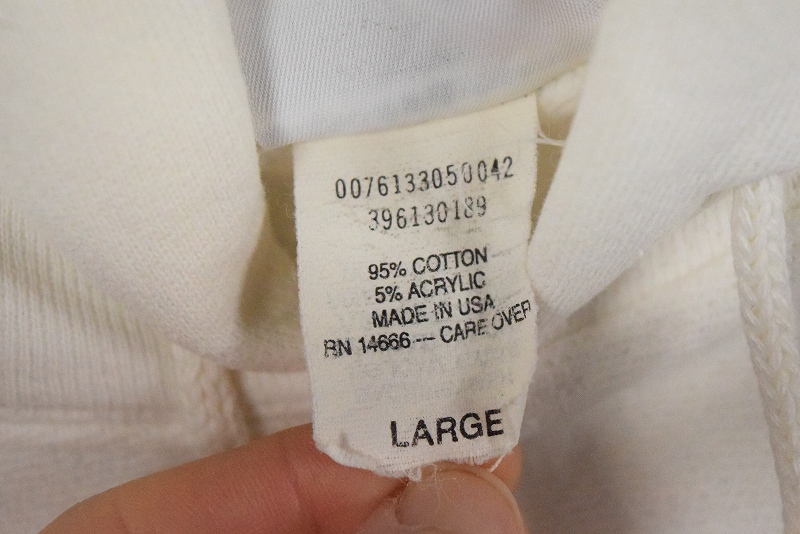 0076133050042
396130189
95% COTTON
5% ACRYLIC
MADE IN USA
RN 14666 -- CARE OVER
LARGE